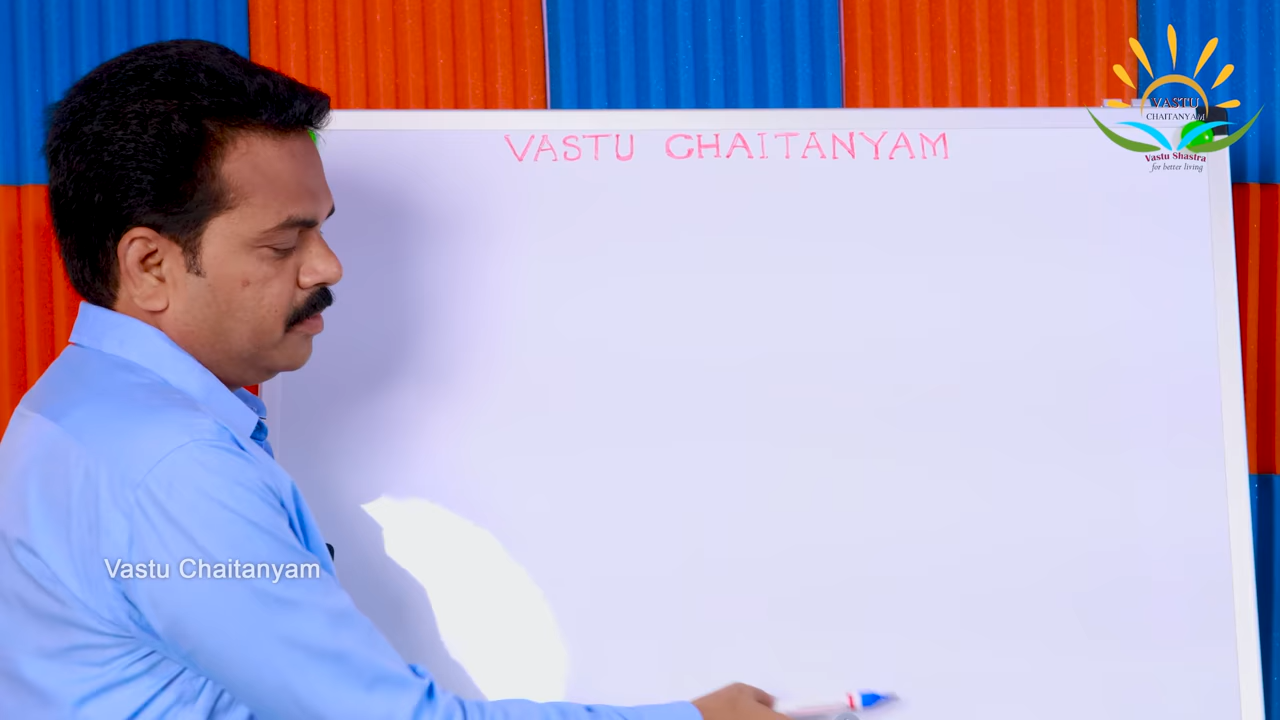 VASTU CHAITANYAM
VASTU
CHAITANYAM
Vastu Shastra
for better living
Vastu Chaitanyam